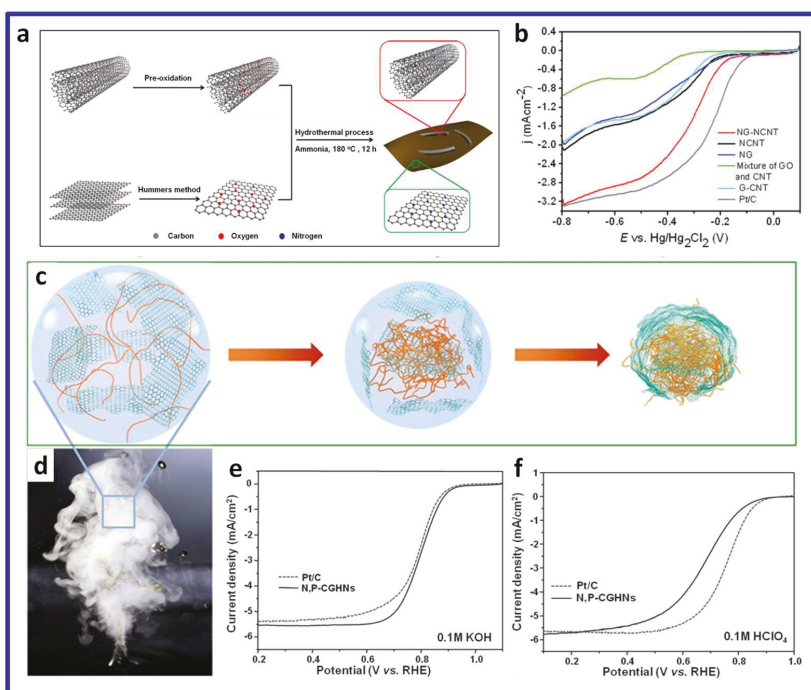 a
Pre-oxidation
Hydrothermal process
Ammonia, 180 °C , 12 h
Hummers method
Carbon
Oxygen
Nitrogen
b
0.4
0.0
-0.4
-0.8
-1.2
-1.6
-2.0
-2.4
-2.8
-3.2
j (mAcm⁻²)
NG-NCNT
NCNT
NG
Mixture of GO
and CNT
G-CNT
Pt/C
-0.8
-0.6
-0.4
-0.2
0.0
E vs. Hg/Hg₂Cl₂ (V)
c
d
e
0
-1
-2
-3
-4
-5
-6
Current density (mA/cm²)
Pt/C
N,P-CGHNs
0.1M KOH
0.2
0.4
0.6
0.8
1.0
Potential (V vs. RHE)
f
1
0
-1
-2
-3
-4
-5
-6
Current density (mA/cm²)
Pt/C
N,P-CGHNs
0.1M HClO₄
0.2
0.4
0.6
0.8
1.0
Potential (V vs. RHE)